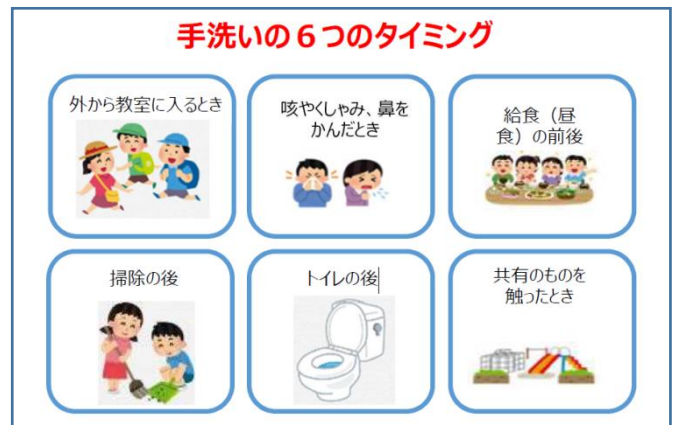 手洗いの６つのタイミング
外から教室に入るとき
咳やくしゃみ、鼻を
かんだとき
給食（昼
食）の前後
掃除の後
トイレの後
共有のものを
触ったとき